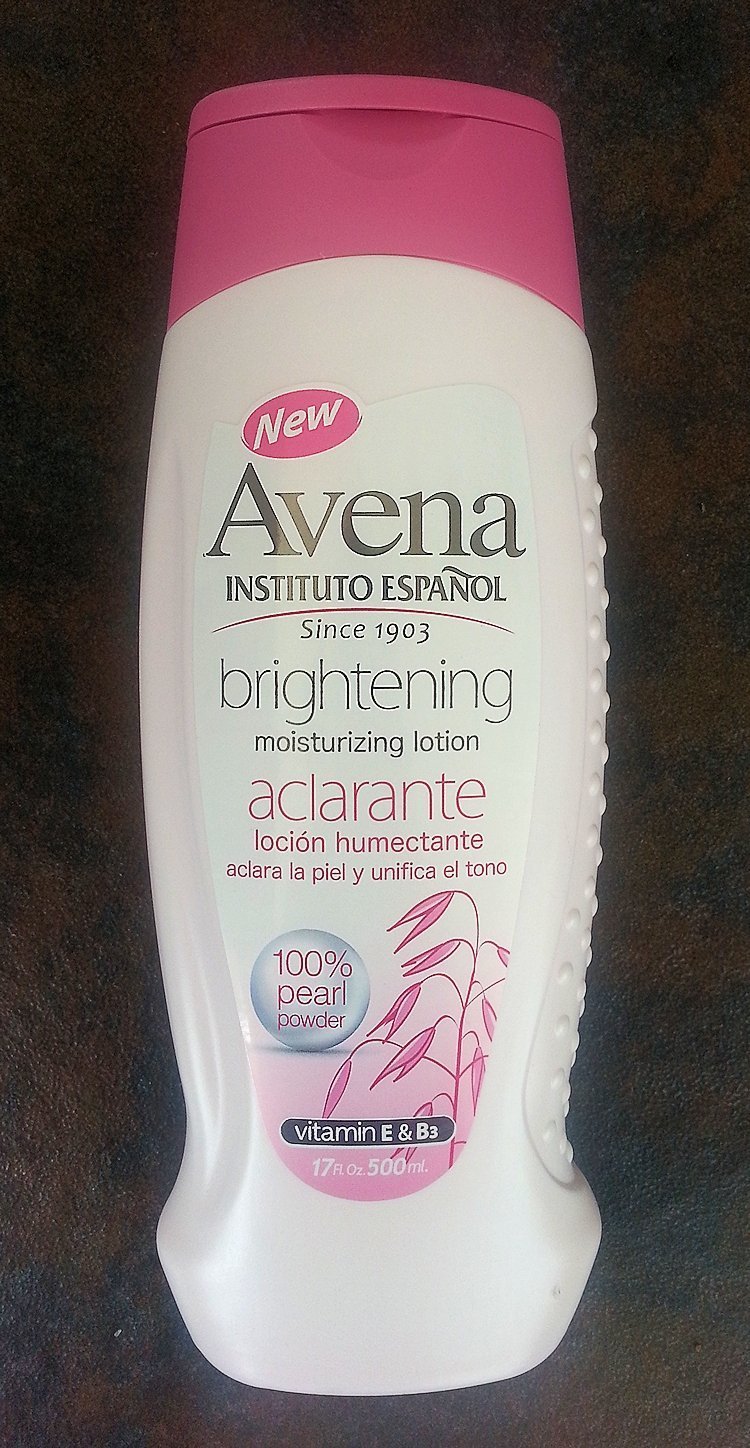 New
Avena
INSTITUTO ESPAÑOL
Since 1903
brightening
moisturizing lotion
aclarante
loción humectante
aclara la piel y unifica el tono
100%
pearl
powder
vitamin E & B3
17Fl. Oz. 500ml.